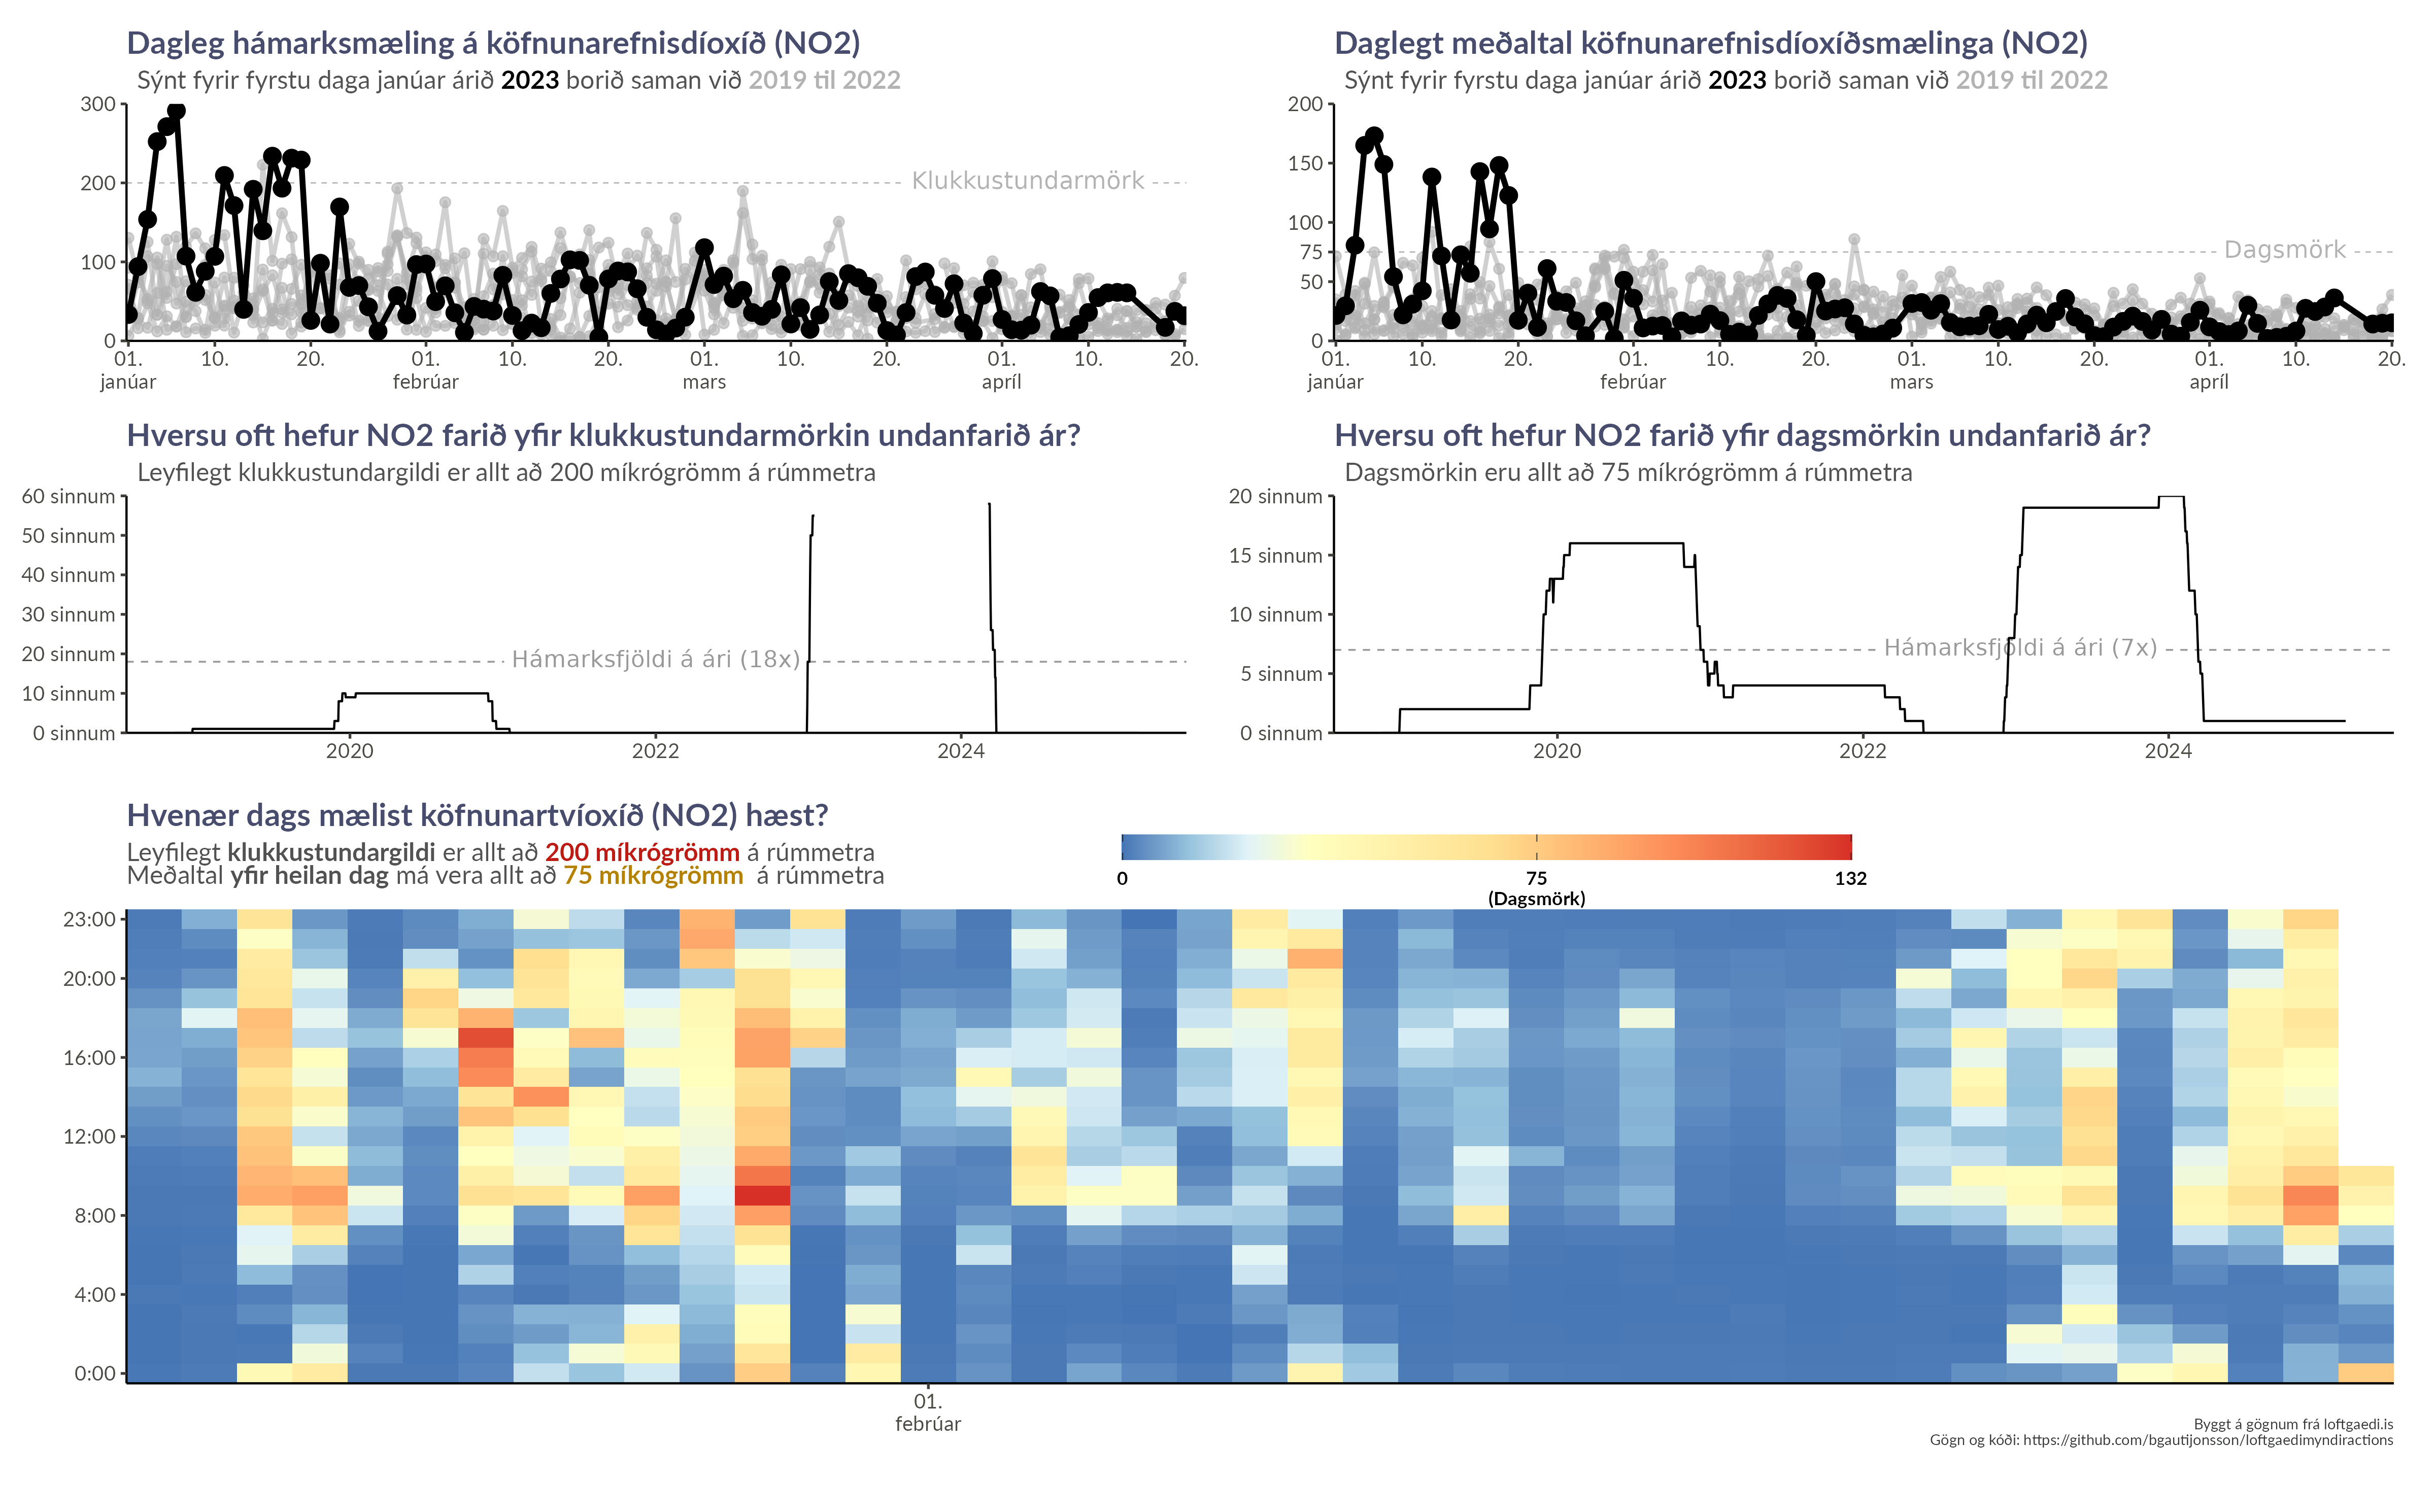 Dagleg hámarksmæling á köfnunarefnisdíoxíð (NO2)
Sýnt fyrir fyrstu daga janúar árið 2023 borið saman við 2019 til 2022
300
200
100
0
Klukkustundarmörk
01. 10. 20. 01. 10. 20. 01. 10. 20. 01. 10. 20.
janúar febrúar mars apríl
Daglegt meðaltal köfnunarefnisdíoxíðsmælinga (NO2)
Sýnt fyrir fyrstu daga janúar árið 2023 borið saman við 2019 til 2022
200
150
100
75
50
0
Dagsmörk
01. 10. 20. 01. 10. 20. 01. 10. 20. 01. 10. 20.
janúar febrúar mars apríl
Hversu oft hefur NO2 farið yfir klukkustundarmörkin undanfarið ár?
Leyfilegt klukkustundargildi er allt að 200 míkrógrömm á rúmmetra
60 sinnum
50 sinnum
40 sinnum
30 sinnum
20 sinnum
10 sinnum
0 sinnum
Hámarksfjöldi á ári (18x)
2020 2022 2024
Hversu oft hefur NO2 farið yfir dagsmörkin undanfarið ár?
Dagsmörkin eru allt að 75 míkrógrömm á rúmmetra
20 sinnum
15 sinnum
10 sinnum
5 sinnum
0 sinnum
Hámarksfjöldi á ári (7x)
2020 2022 2024
Hvenær dags mælist köfnunartvíoxíð (NO2) hæst?
Leyfilegt klukkustundargildi er allt að 200 míkrógrömm á rúmmetra
Meðaltal yfir heilan dag má vera allt að 75 míkrógrömm á rúmmetra
0 75 132
(Dagsmörk)
23:00
20:00
16:00
12:00
8:00
4:00
0:00
01.
febrúar
Byggt á gögnum frá loftgaedi.is
Gögn og kóði: https://github.com/bgautijonsson/loftgaedimyndiractions